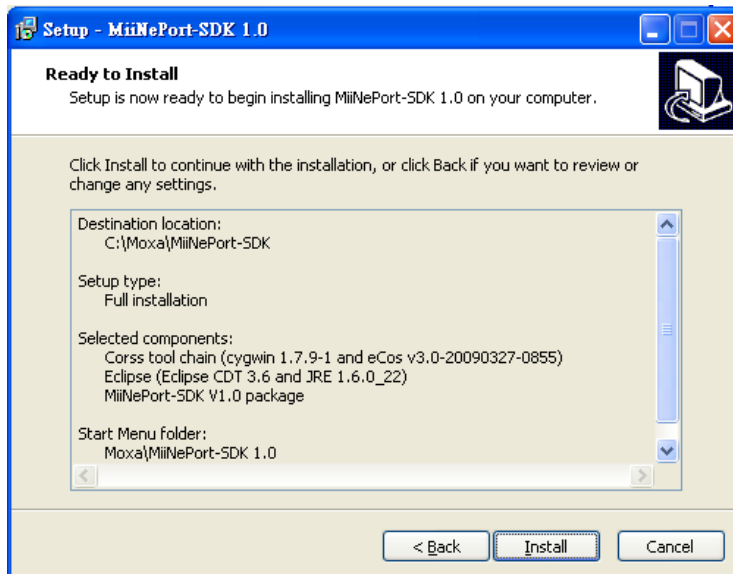 Setup - MiiNePort-SDK 1.0
Ready to Install
Setup is now ready to begin installing MiiNePort-SDK 1.0 on your computer.
Click Install to continue with the installation, or click Back if you want to review or
change any settings.
Destination location:
C:\Moxa\MiiNePort-SDK
Setup type:
Full installation
Selected components:
Corss tool chain (cygwin 1.7.9-1 and eCos v3.0-20090327-0855)
Eclipse (Eclipse CDT 3.6 and JRE 1.6.0_22)
MiiNePort-SDK V1.0 package
Start Menu folder:
Moxa\MiiNePort-SDK 1.0
< Back
Install
Cancel